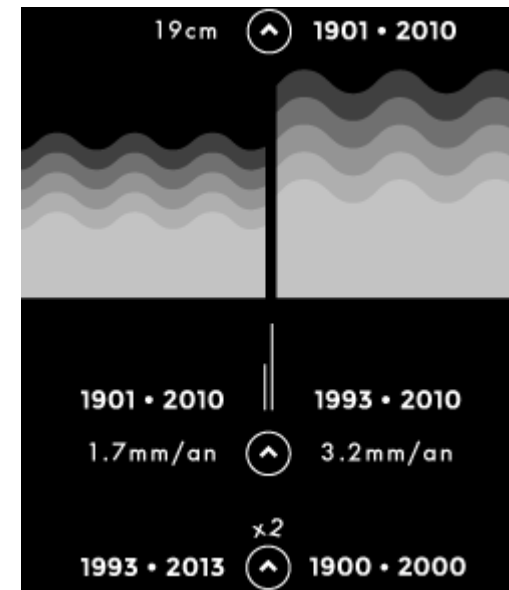 19cm 1901 • 2010
1901 • 2010 1993 • 2010
1.7mm/an 3.2mm/an
x2
1993 • 2013 1900 • 2000